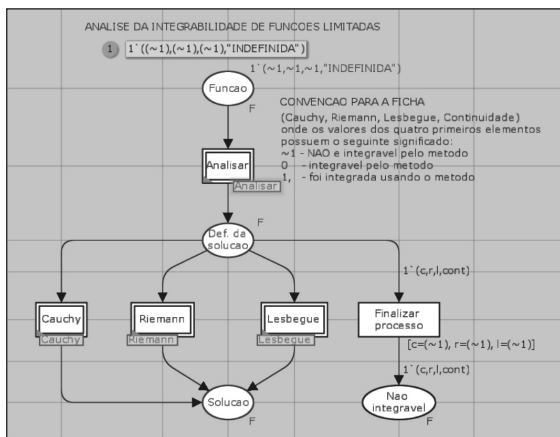 ANALISE DA INTEGRABILIDADE DE FUNCOES LIMITADAS
1
1`((~1),(~1),(~1),"INDEFINIDA")
1`(~1,~1,~1,"INDEFINIDA")
Funcao
F
CONVENCAO PARA A FICHA
(Cauchy, Riemann, Lesbegue, Continuidade)
onde os valores dos quatro primeiros elementos
possuem o seguinte significado:
~1 - NAO e integravel pelo metodo
0 - integravel pelo metodo
1, - foi integrada usando o metodo
Analisar
Analisar
F
Def. da
solucao
1`(c,r,l,cont)
Cauchy
Cauchy
Riemann
Riemann
Lesbegue
Lesbegue
Finalizar
processo
[c=(~1), r=(~1), l=(~1)]
1`(c,r,l,cont)
Solucao
F
Nao
integravel
F